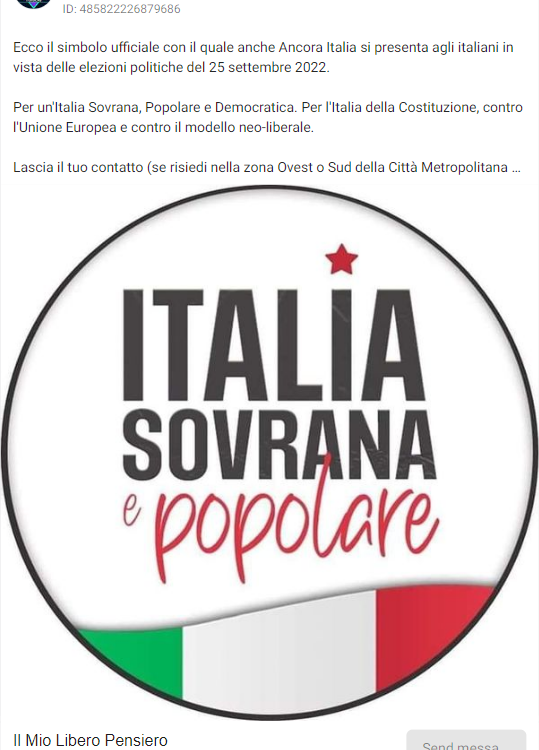 ID: 485822226879686
Ecco il simbolo ufficiale con il quale anche Ancora Italia si presenta agli italiani in
vista delle elezioni politiche del 25 settembre 2022.
Per un'Italia Sovrana, Popolare e Democratica. Per l'Italia della Costituzione, contro
l'Unione Europea e contro il modello neo-liberale.
Lascia il tuo contatto (se risiedi nella zona Ovest o Sud della Città Metropolitana ...
ITALIA
SOVRANA
e popolare
Il Mio Libero Pensiero
Send messa...